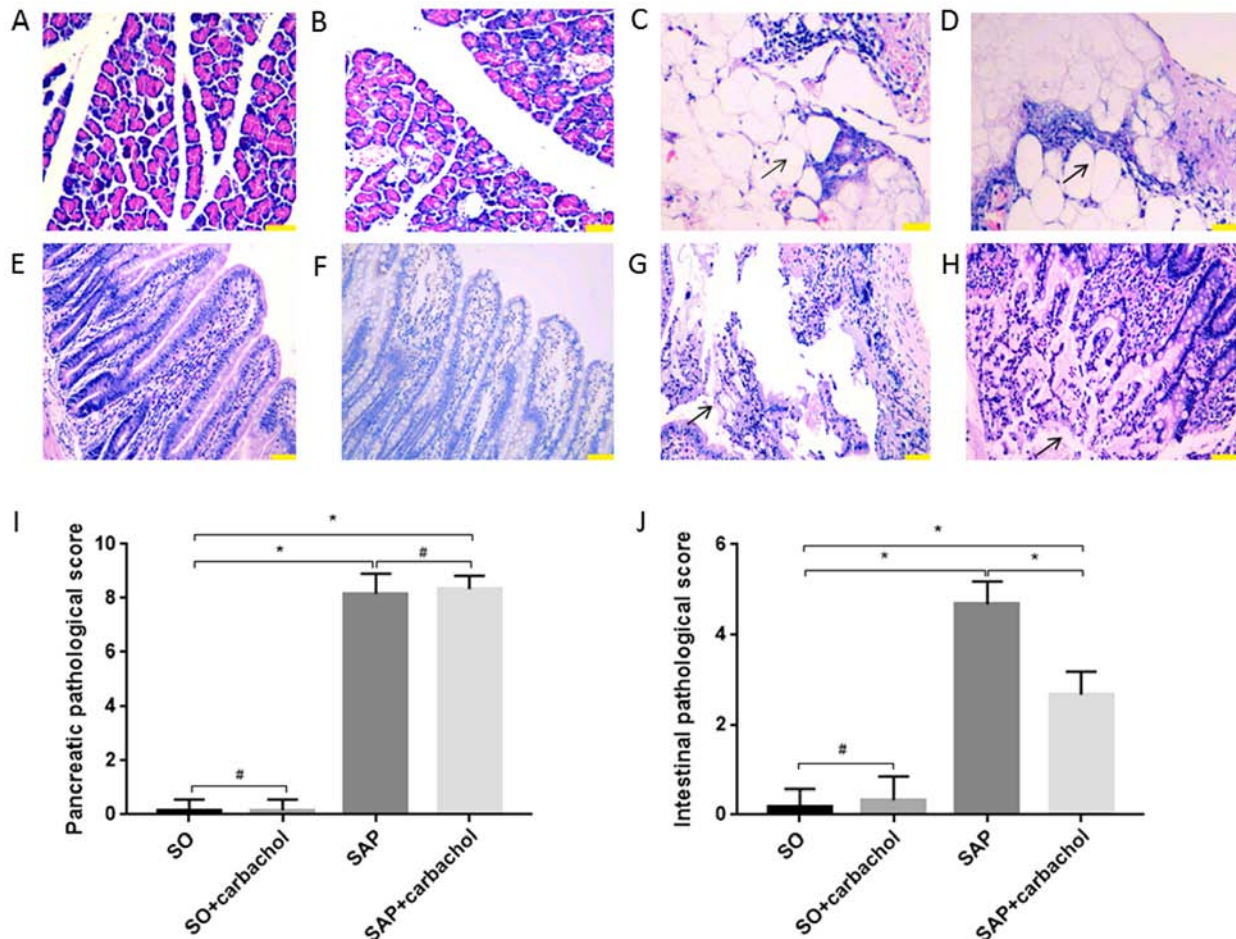 A
B
C
D
E
F
G
H
I
Pancreatic pathological score
10
8
6
4
2
0
*
*
#
#
SO
SO+carbachol
SAP
SAP+carbachol
J
Intestinal pathological score
6
4
2
0
*
*
*
#
SO
SO+carbachol
SAP
SAP+carbachol